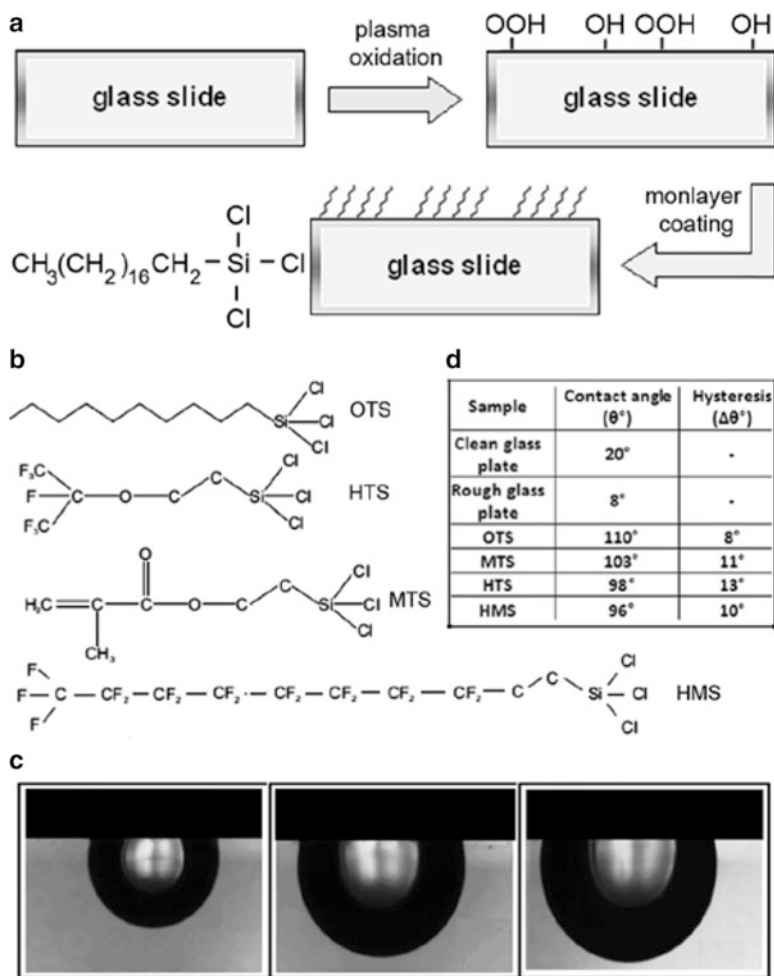 a
plasma
oxidation
glass slide
OOH OH OOH OH
glass slide
monlayer
coating
CH3(CH2)16CH2 – Si – Cl
Cl
Cl
glass slide
b
Si Cl Cl Cl OTS
F3C
F C O C C Si Cl Cl Cl HTS
F3C
O
H2C C C O C C Si Cl Cl Cl MTS
CH3
F
F C CF2 CF2 CF2 CF2 CF2 CF2 CF2 C C Si Cl Cl Cl HMS
F
d
Sample Contact angle (θ°) Hysteresis (Δθ°)
Clean glass plate 20° -
Rough glass plate 8° -
OTS 110° 8°
MTS 103° 11°
HTS 98° 13°
HMS 96° 10°
c